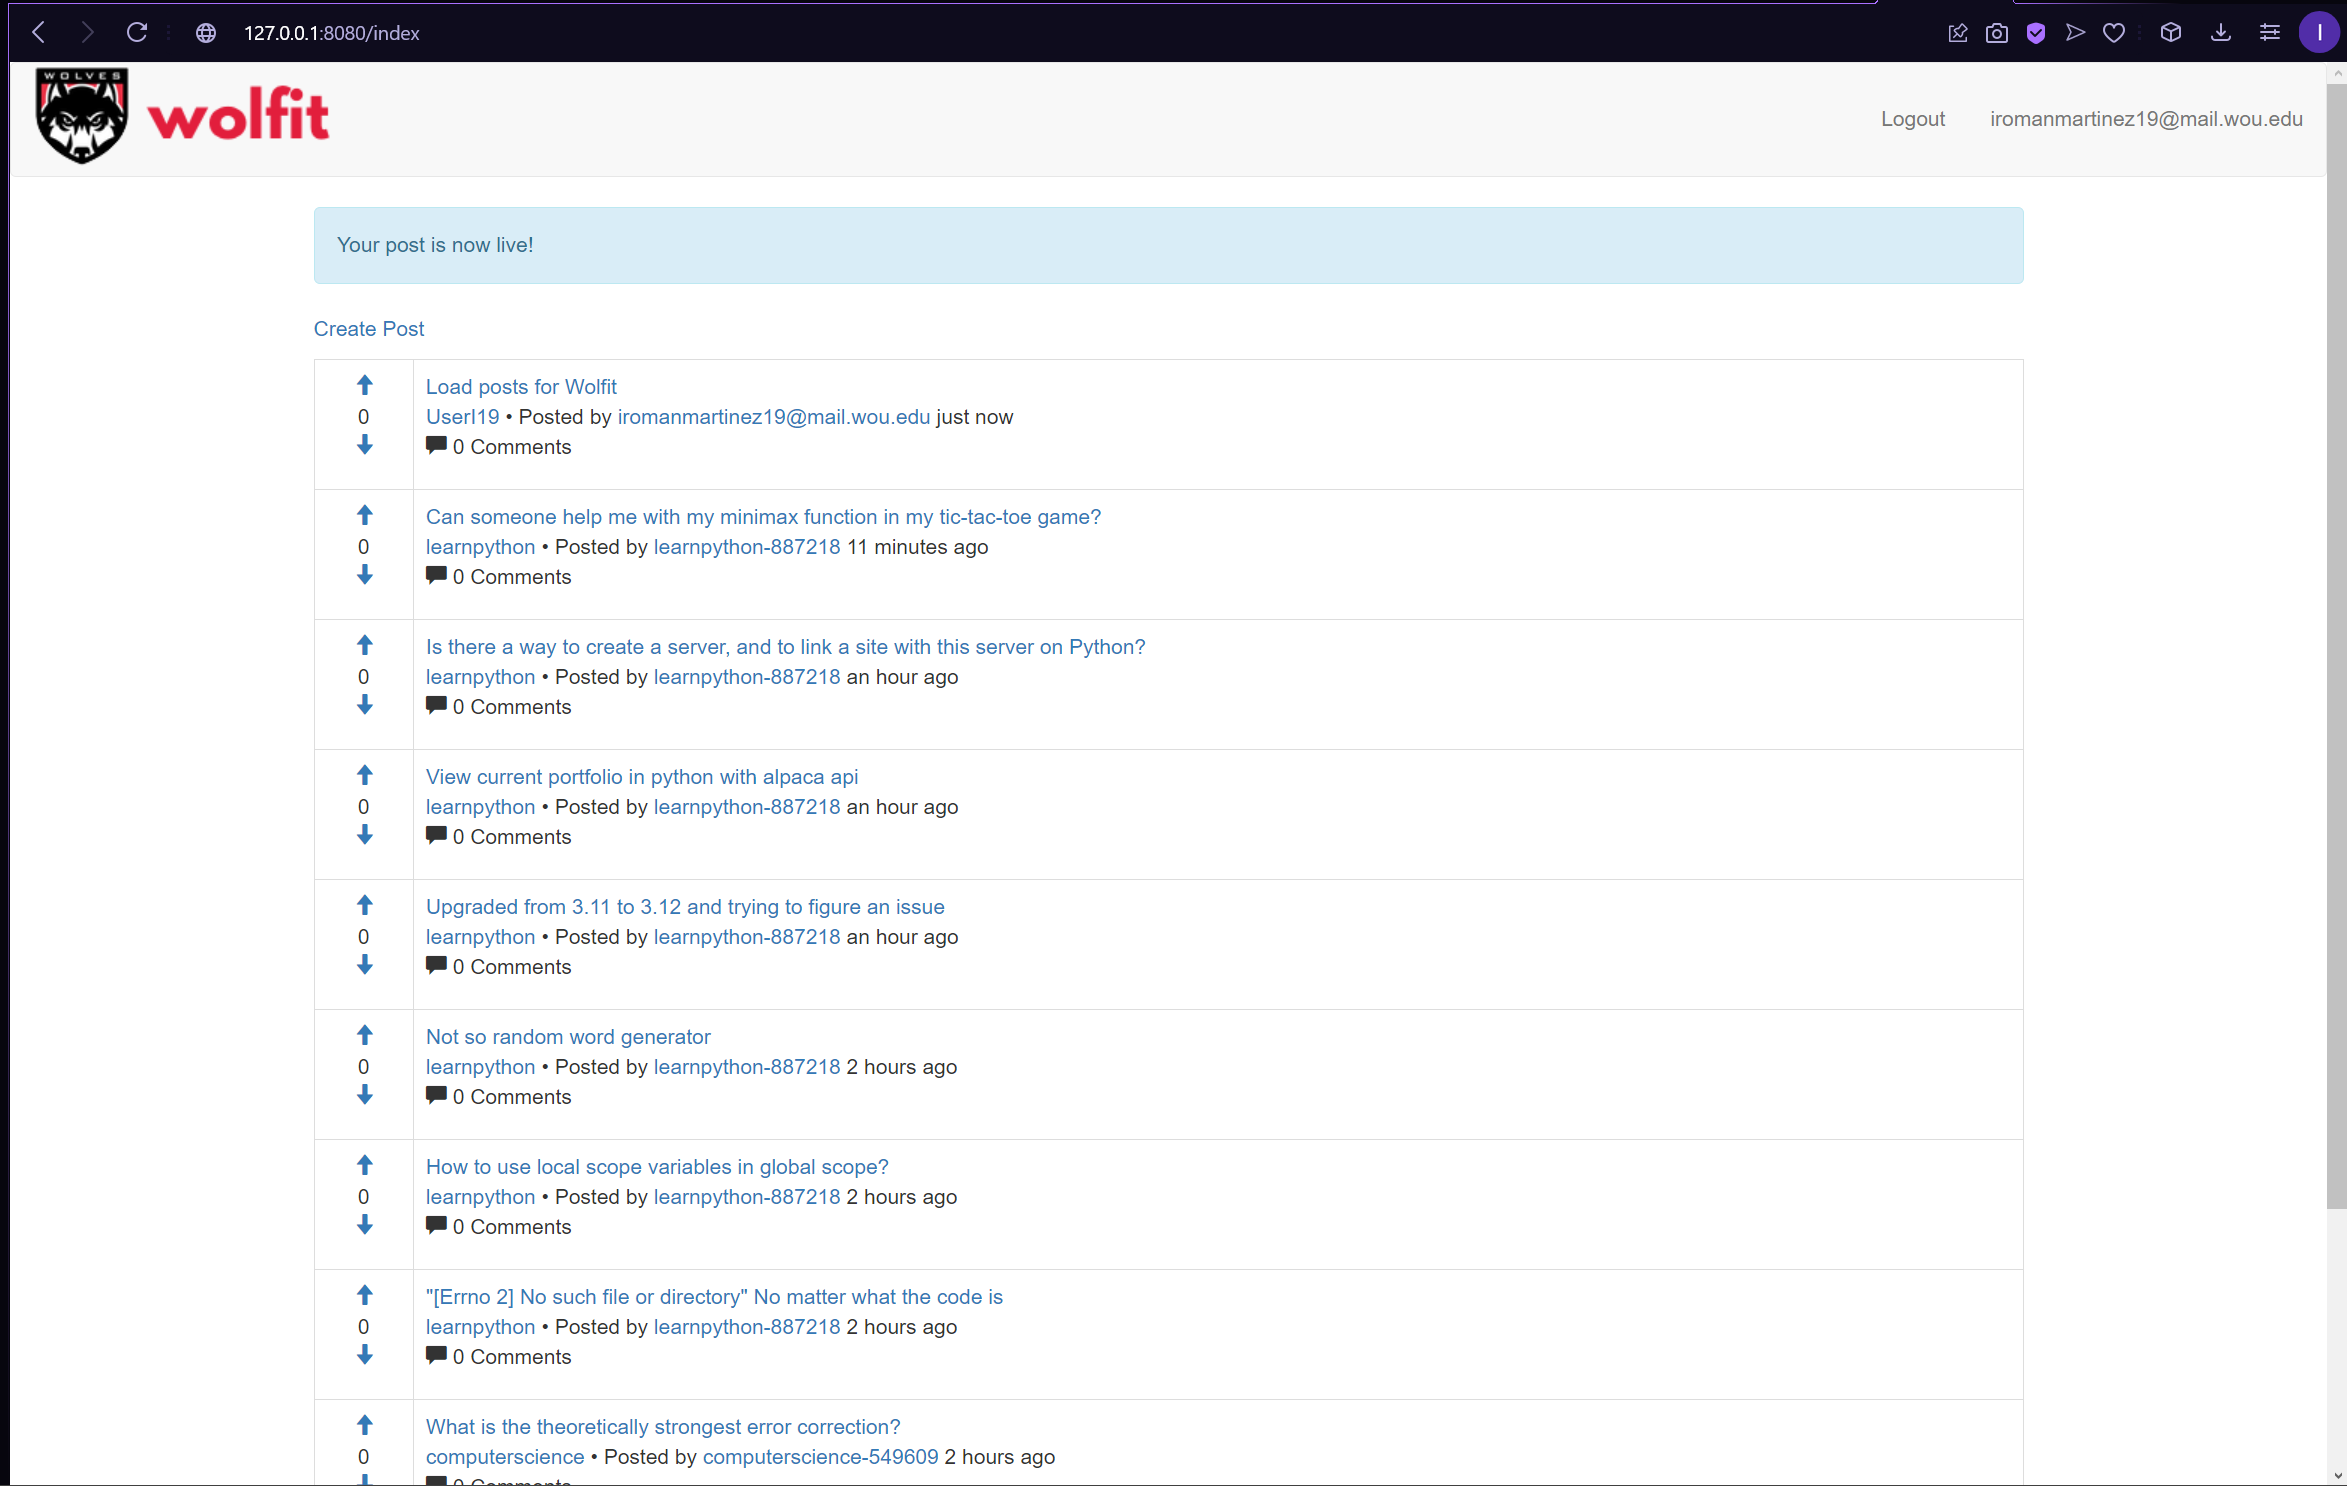 127.0.0.1:8080/index
I
WOLVES
wolfit
Logout iromanmartinez19@mail.wou.edu
Your post is now live!
Create Post
Load posts for Wolfit
0 UserI19 • Posted by iromanmartinez19@mail.wou.edu just now
0 Comments
Can someone help me with my minimax function in my tic-tac-toe game?
0 learnpython • Posted by learnpython-887218 11 minutes ago
0 Comments
Is there a way to create a server, and to link a site with this server on Python?
0 learnpython • Posted by learnpython-887218 an hour ago
0 Comments
View current portfolio in python with alpaca api
0 learnpython • Posted by learnpython-887218 an hour ago
0 Comments
Upgraded from 3.11 to 3.12 and trying to figure an issue
0 learnpython • Posted by learnpython-887218 an hour ago
0 Comments
Not so random word generator
0 learnpython • Posted by learnpython-887218 2 hours ago
0 Comments
How to use local scope variables in global scope?
0 learnpython • Posted by learnpython-887218 2 hours ago
0 Comments
"[Errno 2] No such file or directory" No matter what the code is
0 learnpython • Posted by learnpython-887218 2 hours ago
0 Comments
What is the theoretically strongest error correction?
0 computerscience • Posted by computerscience-549609 2 hours ago
0 Comments